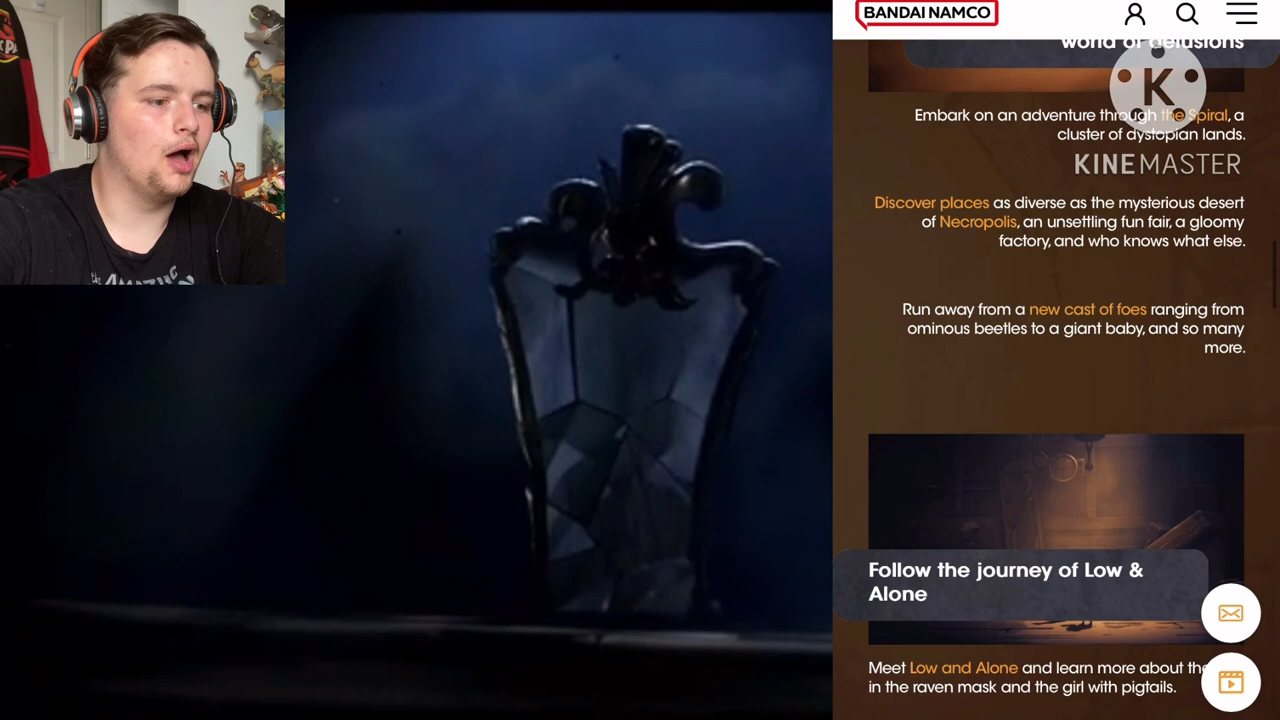 the AMAZING
BANDAI NAMCO
world of delusions
K
Embark on an adventure through the Spiral, a
cluster of dystopian lands.
KINEMASTER
Discover places as diverse as the mysterious desert
of Necropolis, an unsettling fun fair, a gloomy
factory, and who knows what else.
Run away from a new cast of foes ranging from
ominous beetles to a giant baby, and so many
more.
Follow the journey of Low &
Alone
Meet Low and Alone and learn more about the
in the raven mask and the girl with pigtails.